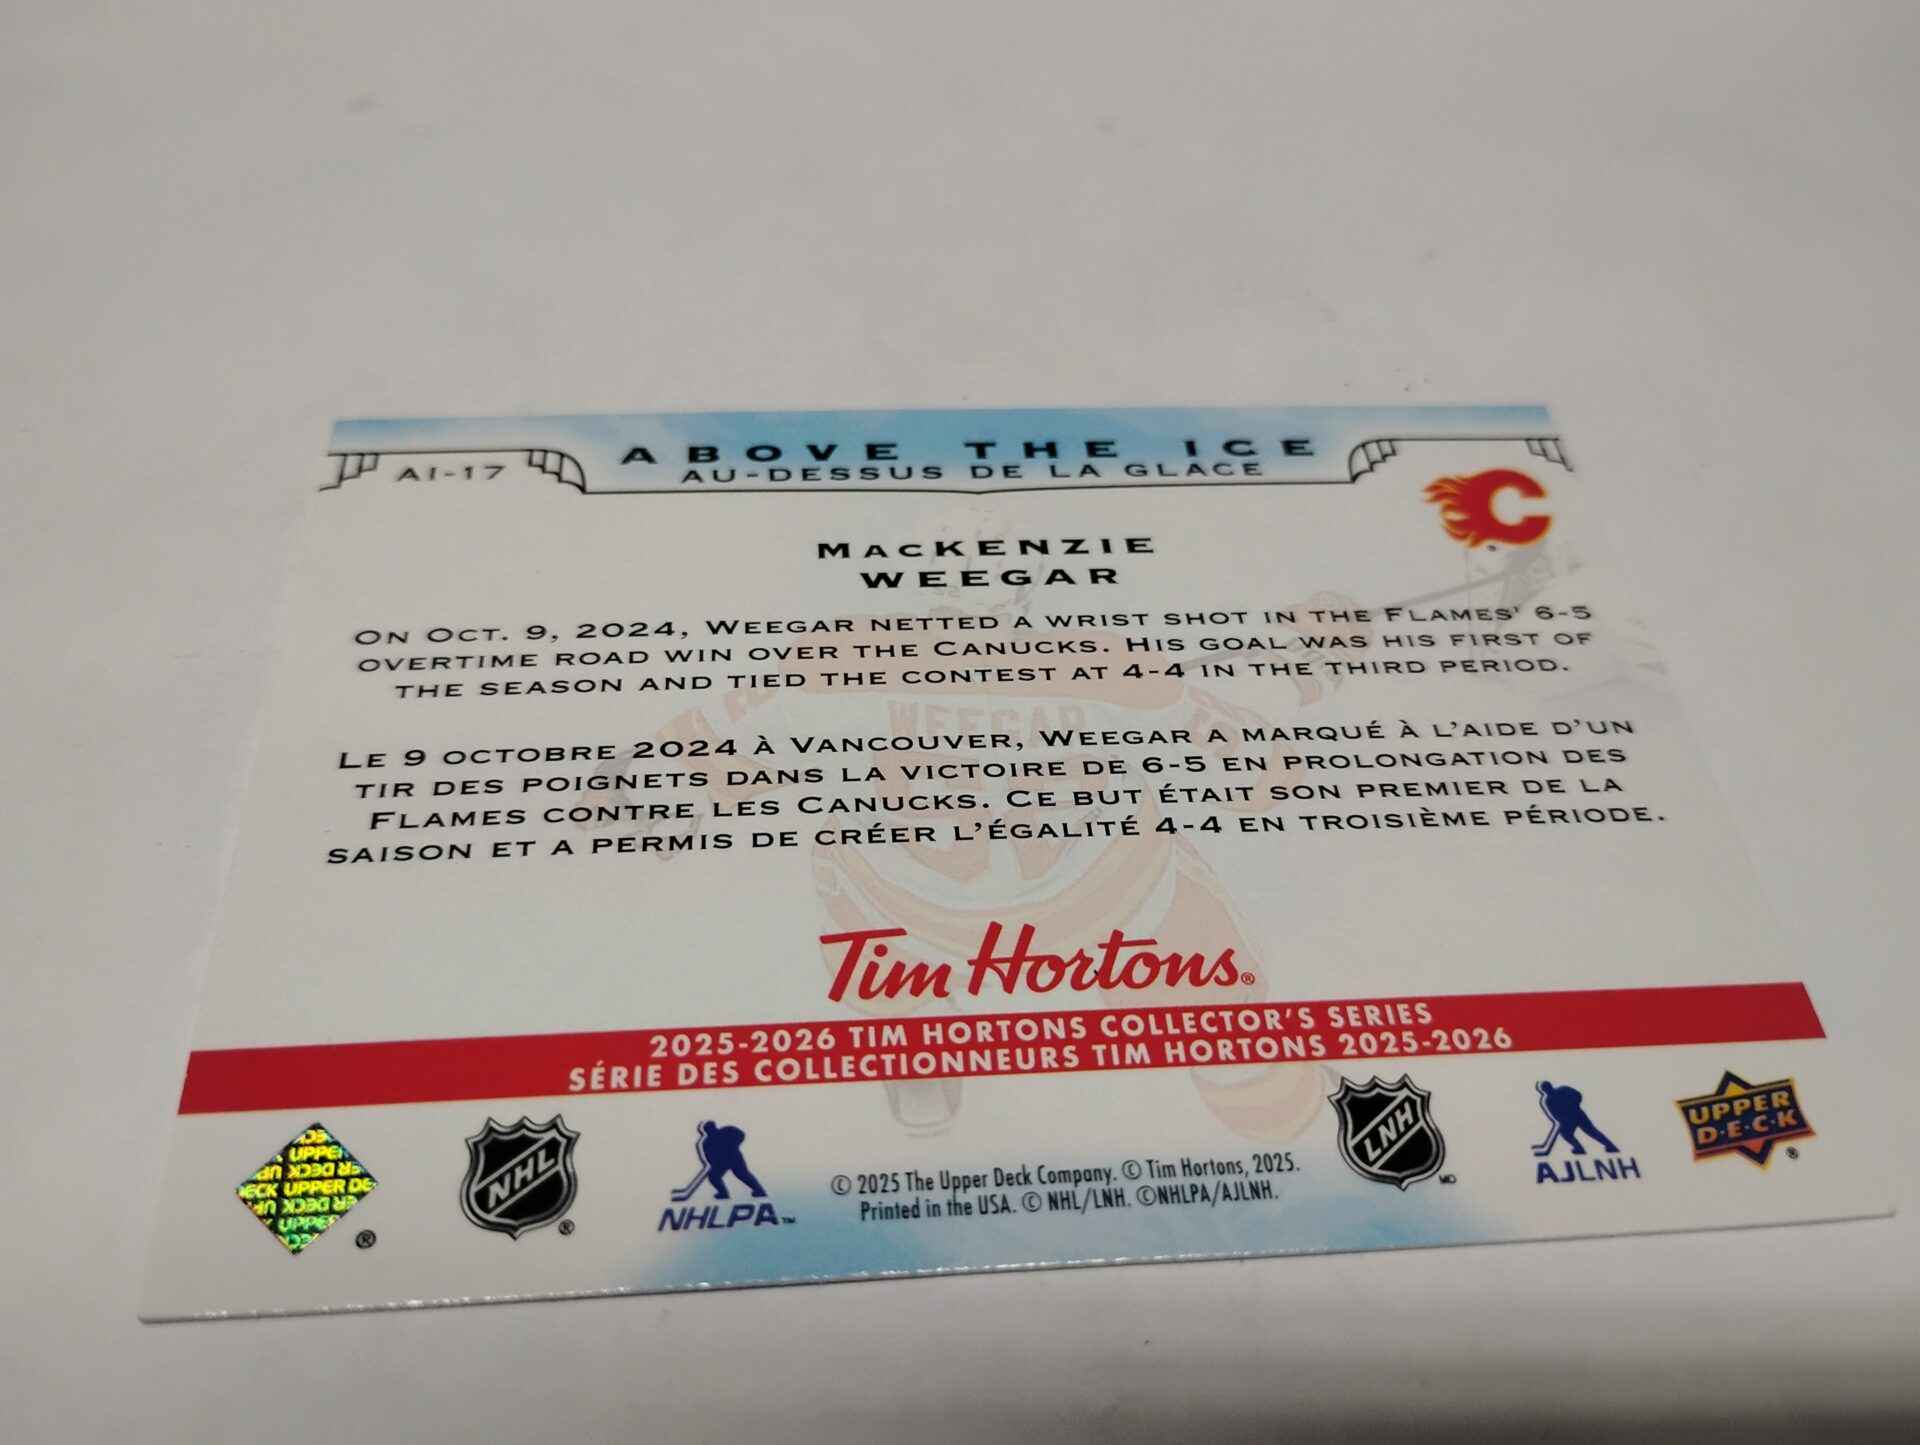 AI-17
ABOVE THE ICE
AU-DESSUS DE LA GLACE
MACKENZIE
WEEGAR
ON OCT. 9, 2024, WEEGAR NETTED A WRIST SHOT IN THE FLAMES' 6-5
OVERTIME ROAD WIN OVER THE CANUCKS. HIS GOAL WAS HIS FIRST OF
THE SEASON AND TIED THE CONTEST AT 4-4 IN THE THIRD PERIOD.
WEEGAR
LE 9 OCTOBRE 2024 À VANCOUVER, WEEGAR A MARQUÉ À L'AIDE D'UN
TIR DES POIGNETS DANS LA VICTOIRE DE 6-5 EN PROLONGATION DES
FLAMES CONTRE LES CANUCKS. CE BUT ÉTAIT SON PREMIER DE LA
SAISON ET A PERMIS DE CRÉER L'ÉGALITÉ 4-4 EN TROISIÈME PÉRIODE.
Tim Hortons®
2025-2026 TIM HORTONS COLLECTOR'S SERIES
SÉRIE DES COLLECTIONNEURS TIM HORTONS 2025-2026
UPPER DECK ®
NHL ®
NHLPA™
© 2025 The Upper Deck Company. © Tim Hortons, 2025.
Printed in the USA. © NHL/LNH. ©NHLPA/AJLNH.
LNH MD
AJLNH
UPPER
D·E·C·K ®